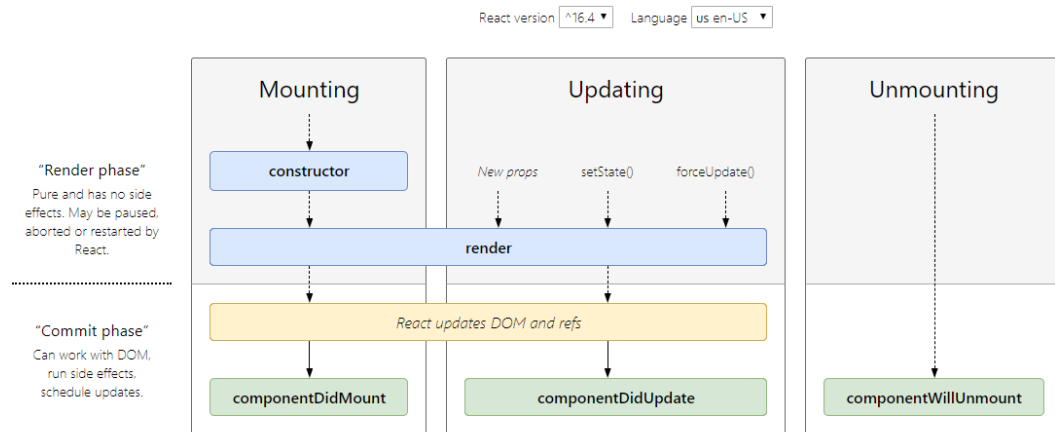 React version ^16.4 Language us en-US
Mounting
Updating
Unmounting
"Render phase"
Pure and has no side
effects. May be paused,
aborted or restarted by
React.
constructor
New props
setState()
forceUpdate()
render
"Commit phase"
Can work with DOM,
run side effects,
schedule updates.
React updates DOM and refs
componentDidMount
componentDidUpdate
componentWillUnmount